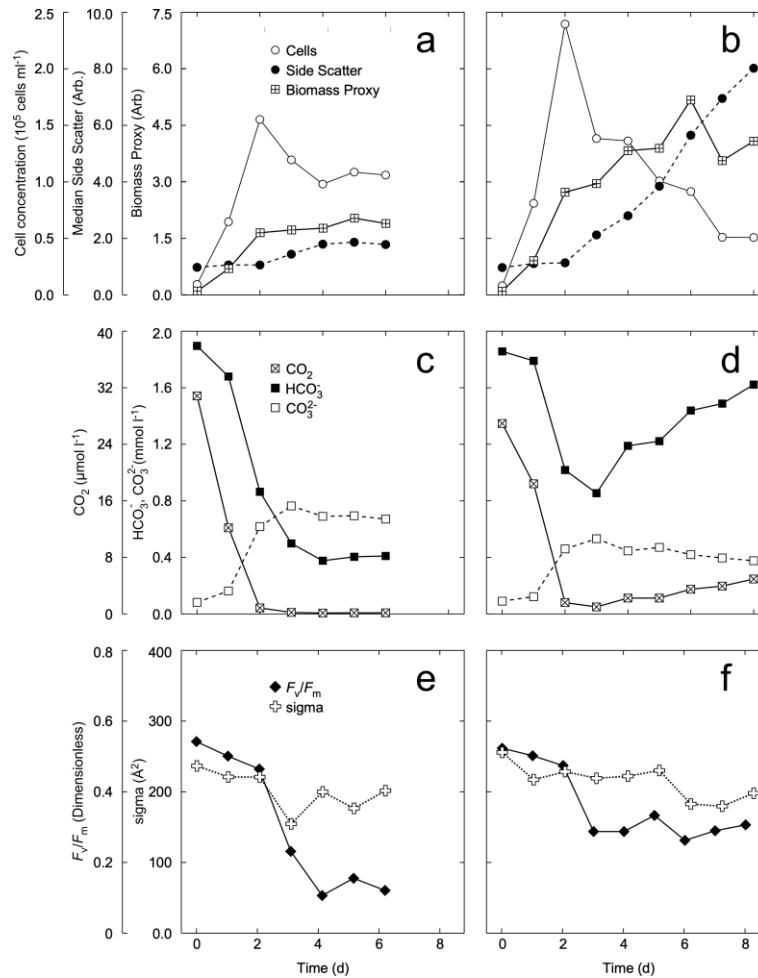 a
b
Cells
Side Scatter
Biomass Proxy
Cell concentration (10⁵ cells ml⁻¹)
Median Side Scatter (Arb.)
Biomass Proxy (Arb)
2.5 10.0 7.5
2.0 8.0 6.0
1.5 6.0 4.5
1.0 4.0 3.0
0.5 2.0 1.5
0.0 0.0 0.0
c
d
CO₂
HCO₃⁻
CO₃²⁻
CO₂ (µmol l⁻¹)
HCO₃⁻, CO₃²⁻ (mmol l⁻¹)
40 2.0
32 1.6
24 1.2
16 0.8
8 0.4
0 0.0
e
f
Fv/Fm
sigma
Fv/Fm (Dimensionless)
sigma (Å²)
0.8 400
0.6 300
0.4 200
0.2 100
0 0.0
0 2 4 6 8
0 2 4 6 8
Time (d)
Time (d)